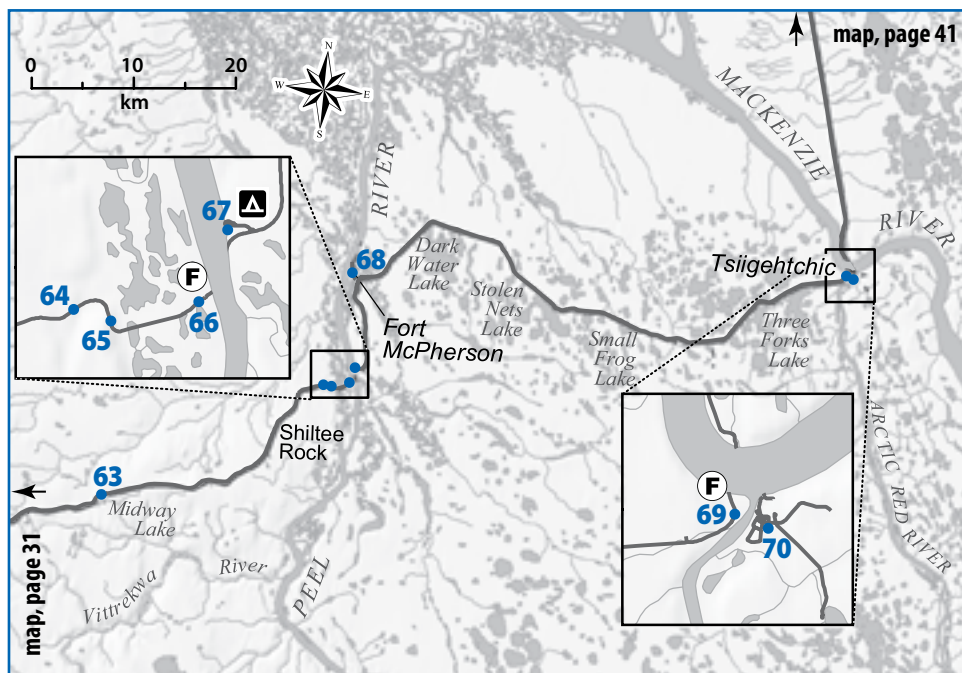 0 10 20
km
N
W
E
S
map, page 41
MACKENZIE
RIVER
RIVER
67
F
64
65
66
68
Dark
Water
Lake
Stolen
Nets
Lake
Fort
McPherson
Tsiigehtchic
Small
Frog
Lake
Three
Forks
Lake
Shiltee
Rock
63
Midway
Lake
map, page 31
Vittrekwa
River
PEEL
ARCTIC RED RIVER
F
69
70